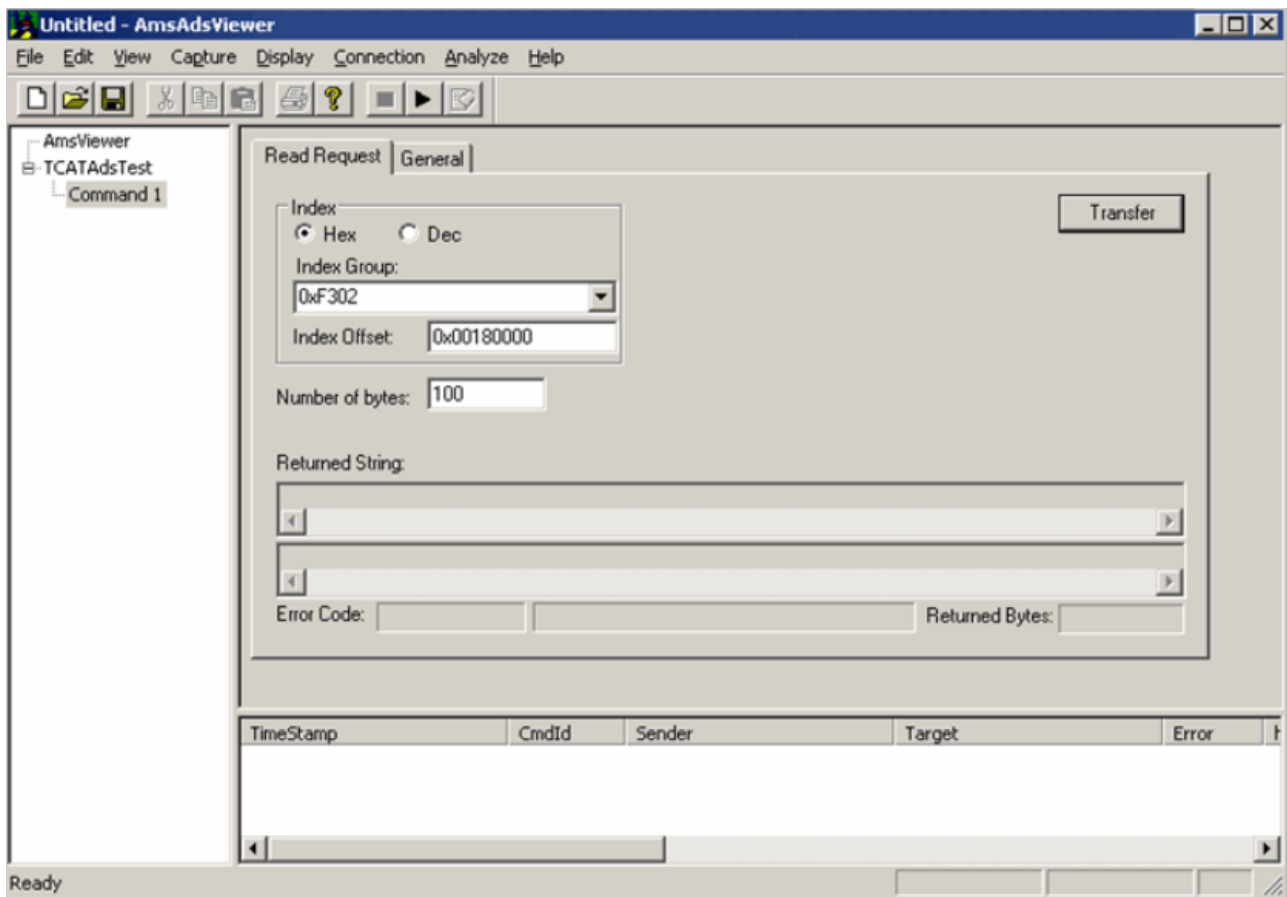 Untitled - AmsAdsViewer
File Edit View Capture Display Connection Analyze Help
AmsViewer
TCATAdsTest
Command 1
Read Request General
Index
Hex Dec
Transfer
Index Group:
0xF302
Index Offset: 0x00180000
Number of bytes: 100
Returned String:
Error Code: Returned Bytes:
TimeStamp CmdId Sender Target Error
Ready